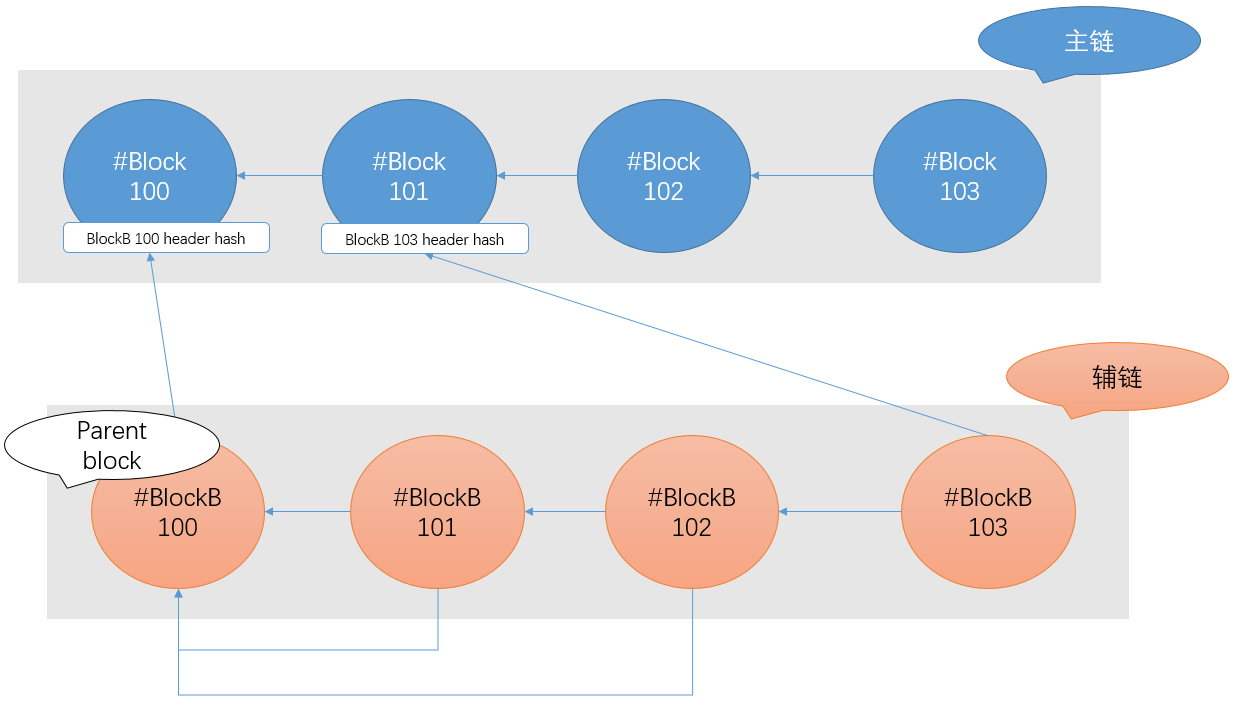 主链
#Block
100
#Block
101
#Block
102
#Block
103
BlockB 100 header hash
BlockB 103 header hash
辅链
Parent
block
#BlockB
100
#BlockB
101
#BlockB
102
#BlockB
103